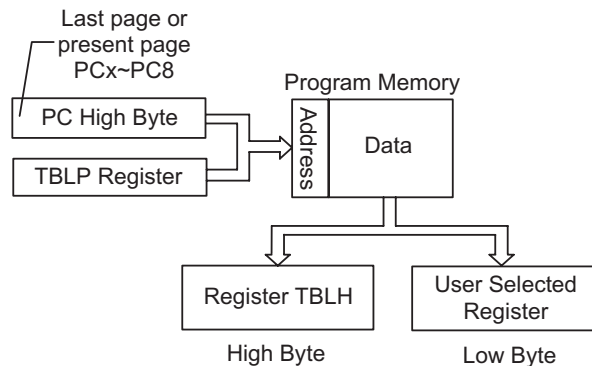 Last page or
present page
PCx~PC8
Program Memory
PC High Byte
TBLP Register
Address
Data
Register TBLH
User Selected
Register
High Byte
Low Byte